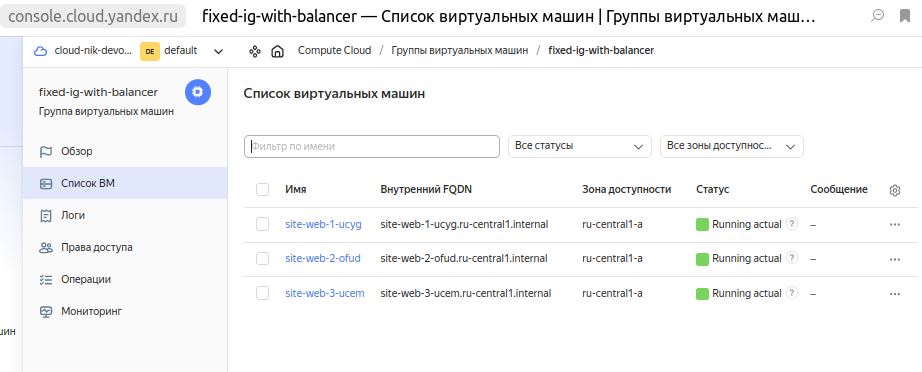 console.cloud.yandex.ru fixed-ig-with-balancer — Список виртуальных машин | Группы виртуальных маш...
cloud-nik-devo... DE default Compute Cloud / Группы виртуальных машин / fixed-ig-with-balancer
fixed-ig-with-balancer
Группа виртуальных машин
Обзор
Список ВМ
Логи
Права доступа
Операции
Мониторинг
Список виртуальных машин
Фильтр по имени Все статусы Все зоны доступнос...
Имя Внутренний FQDN Зона доступности Статус Сообщение
site-web-1-ucyg site-web-1-ucyg.ru-central1.internal ru-central1-a Running actual ? –
site-web-2-ofud site-web-2-ofud.ru-central1.internal ru-central1-a Running actual ? –
site-web-3-ucem site-web-3-ucem.ru-central1.internal ru-central1-a Running actual ? –